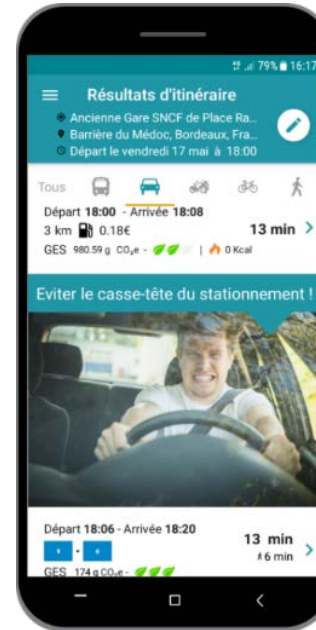 79% 16:17
Résultats d'itinéraire
Ancienne Gare SNCF de Place Ra...
Barrière du Médoc, Bordeaux, Fra...
Départ le vendredi 17 mai à 18:00
Tous
Départ 18:00 - Arrivée 18:08
3 km 0.18€ 13 min >
GES 980.59 g CO₂e - | 0 Kcal
Eviter le casse-tête du stationnement !
Départ 18:06 - Arrivée 18:20
13 min >
6 min
GES 174 g CO₂e -